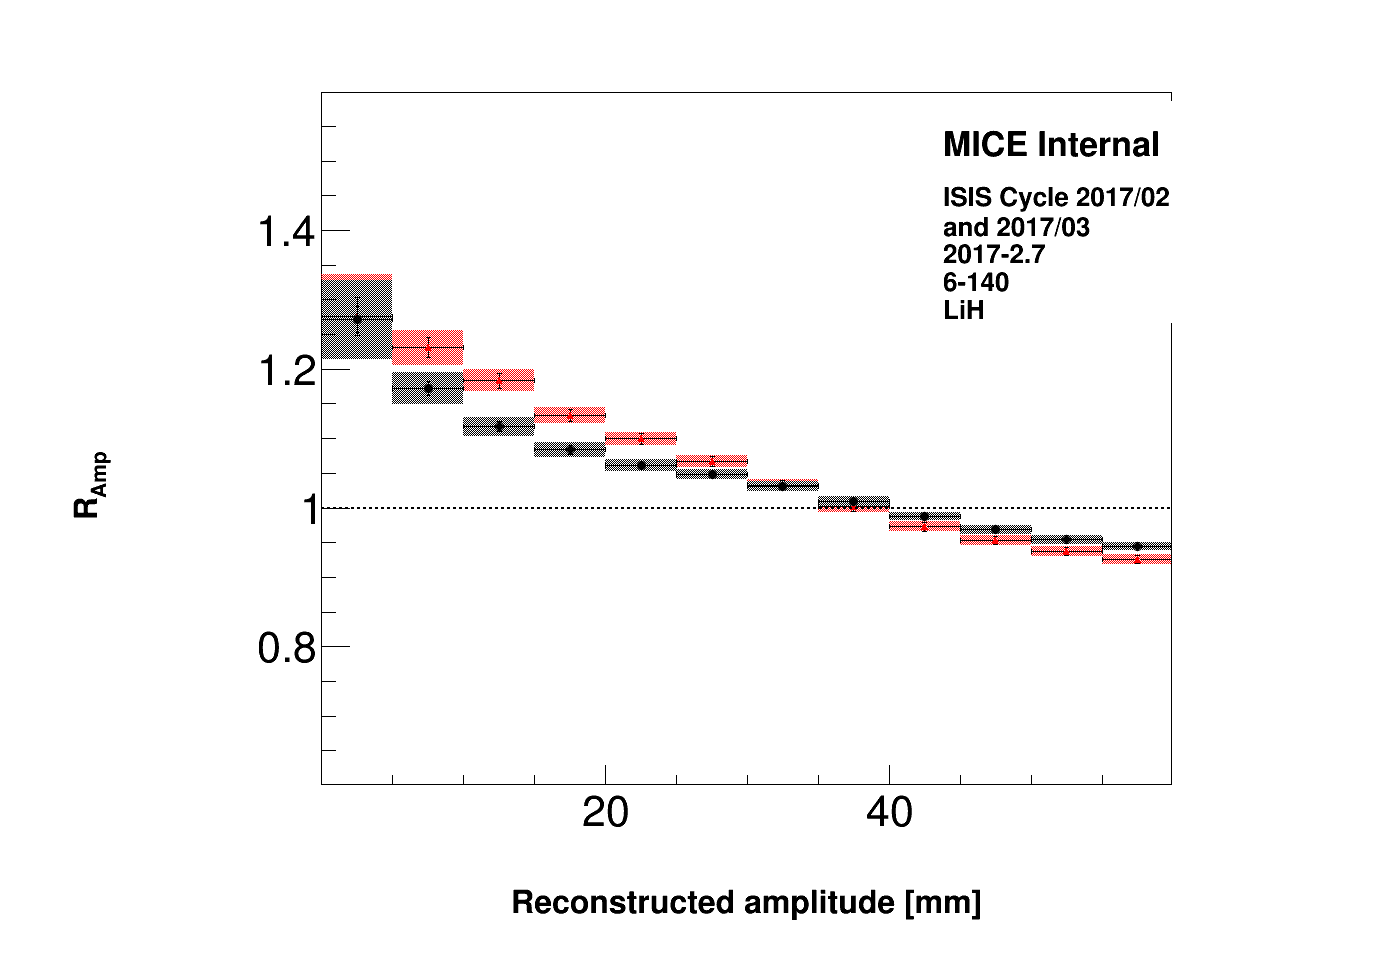 MICE Internal
ISIS Cycle 2017/02
and 2017/03
2017-2.7
6-140
LiH
1.4
1.2
1
0.8
R_Amp
20 40
Reconstructed amplitude [mm]